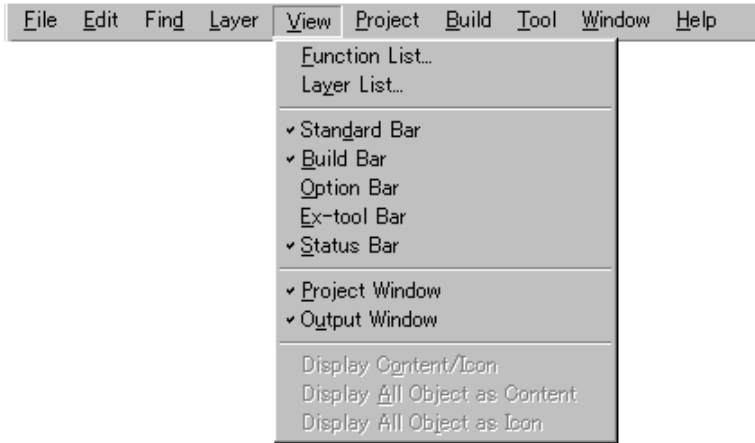 File Edit Find Layer View Project Build Tool Window Help
Function List...
Layer List...
Standard Bar
Build Bar
Option Bar
Ex-tool Bar
Status Bar
Project Window
Output Window
Display Content/Icon
Display All Object as Content
Display All Object as Icon